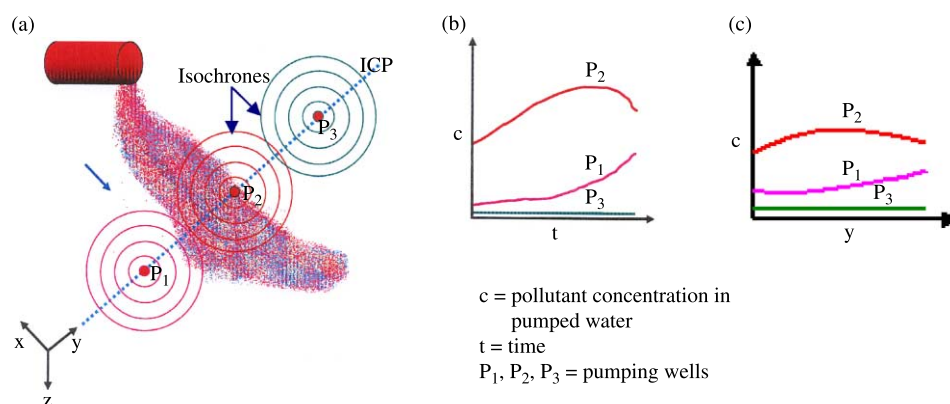 (a)
Isochrones
ICP
P3
P2
P1
x
y
z
(b)
c
P2
P1
P3
t
(c)
c
P2
P1
P3
y
c = pollutant concentration in
pumped water
t = time
P1, P2, P3 = pumping wells